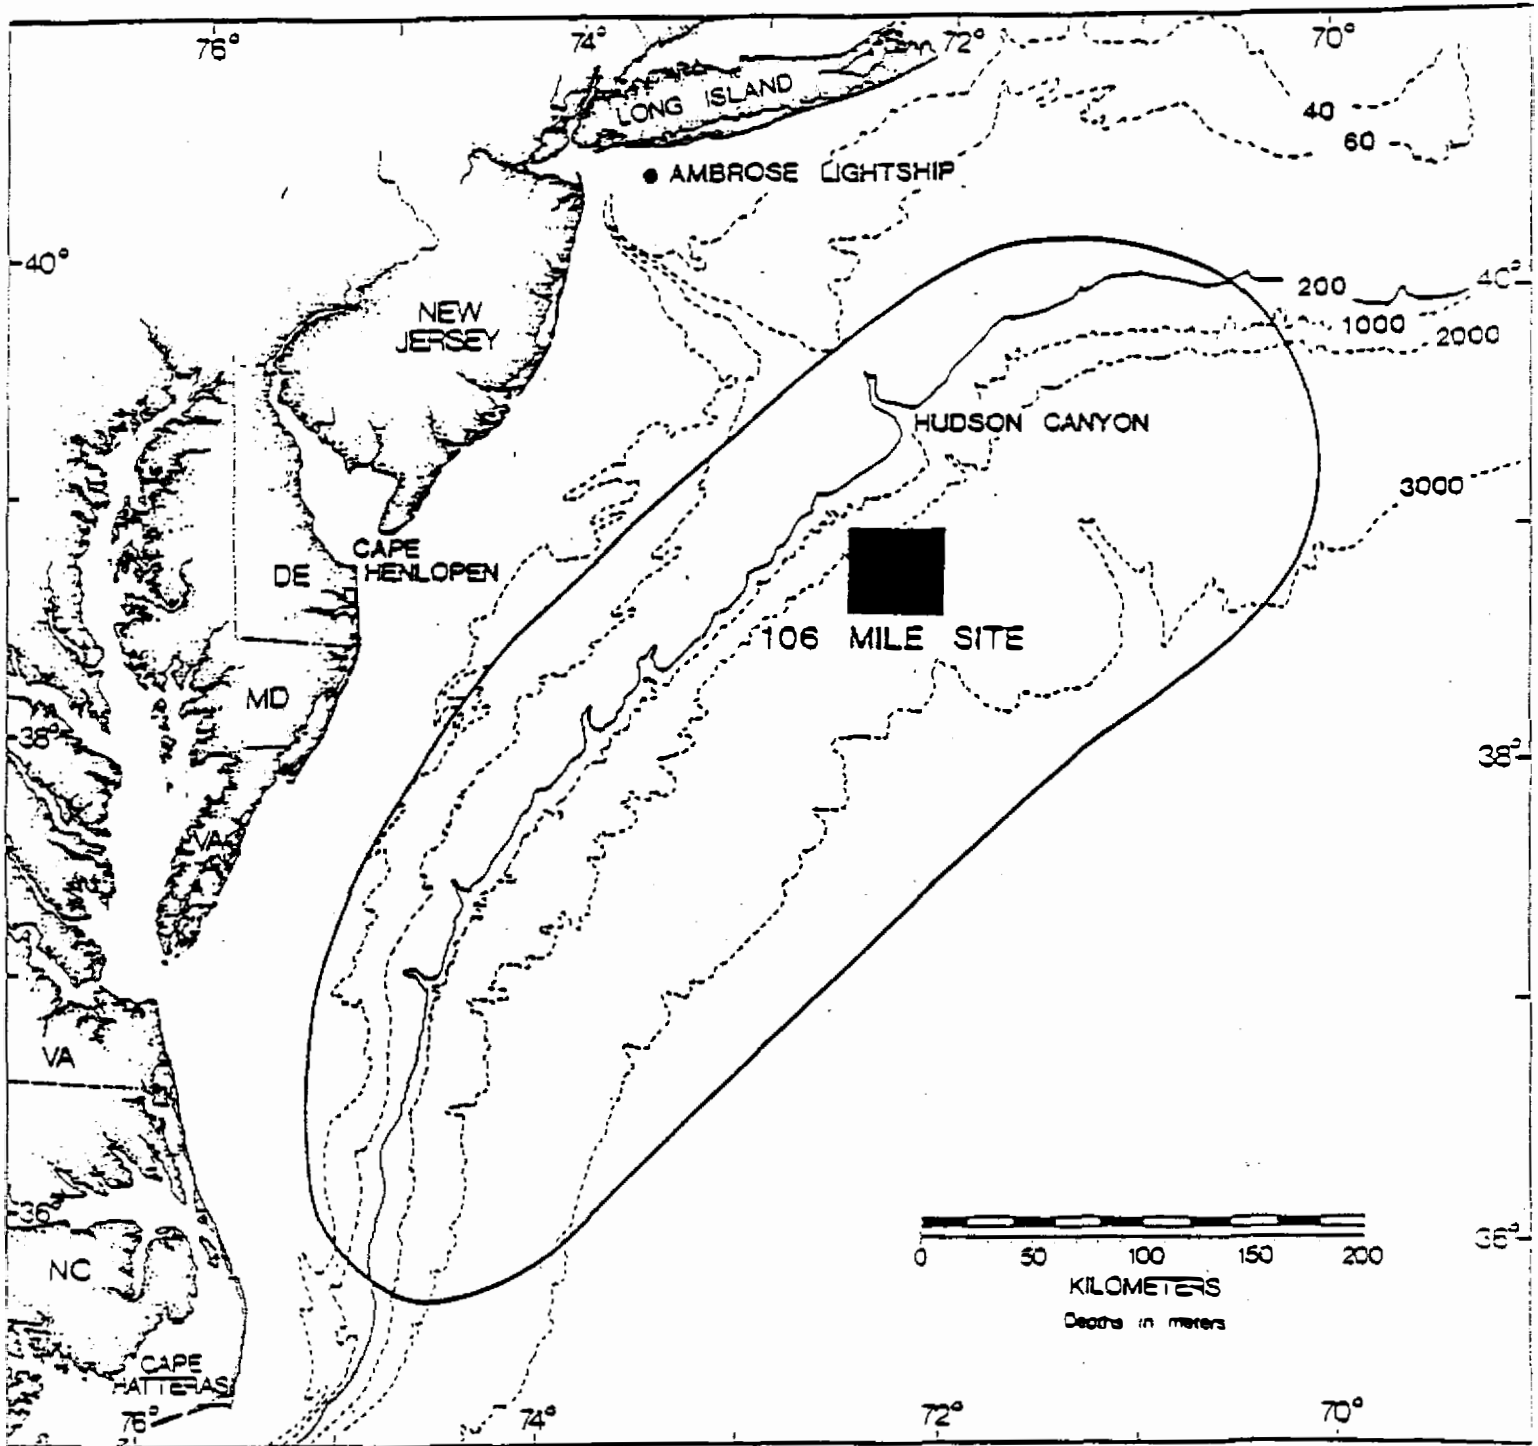 76°
74°
72°
70°
LONG ISLAND
40
60
AMBROSE LIGHTSHIP
40°
40°
200
1000
2000
NEW
JERSEY
HUDSON CANYON
3000
CAPE
HENLOPEN
DE
106 MILE SITE
MD
38°
38°
VA
VA
36°
36°
NC
0 50 100 150 200
KILOMETERS
Depths in meters
CAPE
HATTERAS
76°
74°
72°
70°